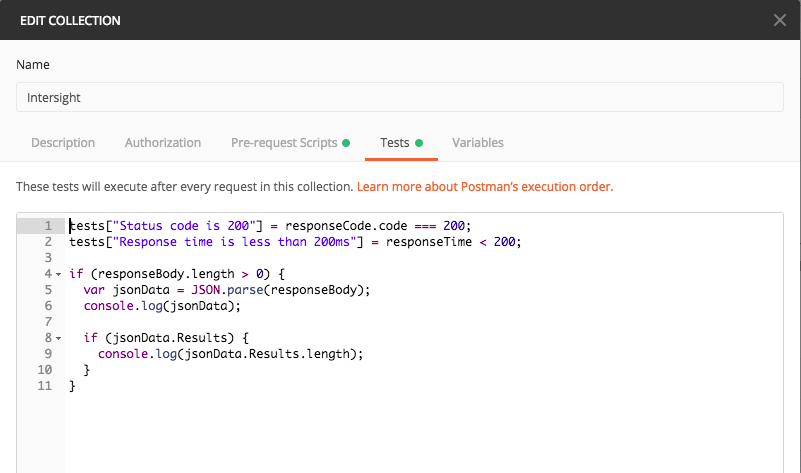 EDIT COLLECTION
Name
Intersight
Description Authorization Pre-request Scripts Tests Variables
These tests will execute after every request in this collection. Learn more about Postman's execution order.
1 tests["Status code is 200"] = responseCode.code === 200;
2 tests["Response time is less than 200ms"] = responseTime < 200;
3
4 if (responseBody.length > 0) {
5   var jsonData = JSON.parse(responseBody);
6   console.log(jsonData);
7
8   if (jsonData.Results) {
9     console.log(jsonData.Results.length);
10   }
11 }